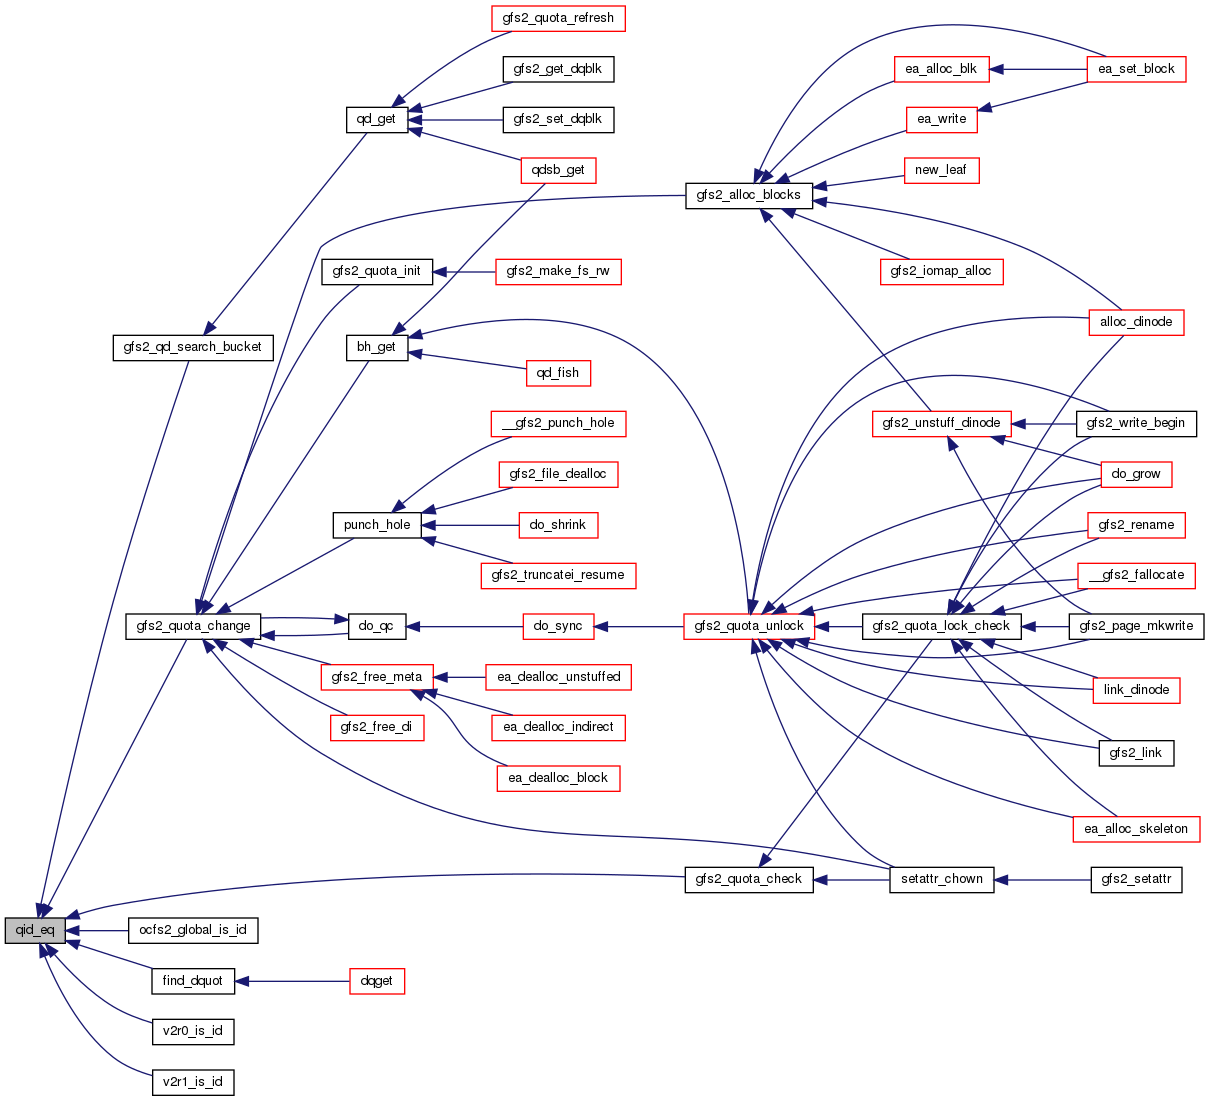 gfs2_quota_refresh
gfs2_get_dqblk
ea_alloc_blk
ea_set_block
qd_get
gfs2_set_dqblk
ea_write
qdsb_get
new_leaf
gfs2_alloc_blocks
gfs2_quota_init
gfs2_make_fs_rw
gfs2_iomap_alloc
alloc_dinode
gfs2_qd_search_bucket
bh_get
qd_fish
__gfs2_punch_hole
gfs2_unstuff_dinode
gfs2_write_begin
gfs2_file_dealloc
do_grow
punch_hole
do_shrink
gfs2_rename
gfs2_truncatei_resume
__gfs2_fallocate
gfs2_quota_change
do_qc
do_sync
gfs2_quota_unlock
gfs2_quota_lock_check
gfs2_page_mkwrite
gfs2_free_meta
ea_dealloc_unstuffed
link_dinode
gfs2_free_di
ea_dealloc_indirect
gfs2_link
ea_dealloc_block
ea_alloc_skeleton
gfs2_quota_check
setattr_chown
gfs2_setattr
qid_eq
ocfs2_global_is_id
find_dquot
dqget
v2r0_is_id
v2r1_is_id